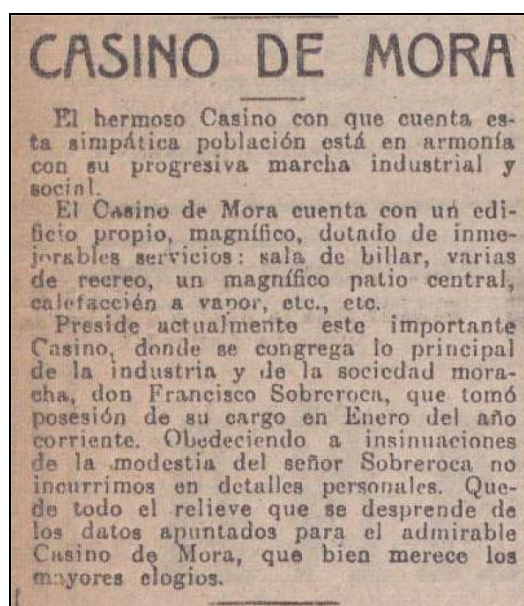 CASINO DE MORA
El hermoso Casino con que cuenta es-
ta simpática población está en armonía
con su progresiva marcha industrial y
social.
El Casino de Mora cuenta con un edi-
ficio propio, magnífico, dotado de inme-
jorables servicios: sala de billar, varias
de recreo, un magnífico patio central,
calefacción a vapor, etc., etc.
Preside actualmente este importante
Casino, donde se congrega lo principal
de la industria y de la sociedad mora-
cha, don Francisco Sobreroca, que tomó
posesión de su cargo en Enero del año
corriente. Obedeciendo a insinuaciones
de la modestia del señor Sobreroca no
incurrimos en detalles personales. Que-
de todo el relieve que se desprende de
los datos apuntados para el admirable
Casino de Mora, que bien merece los
mayores elogios.